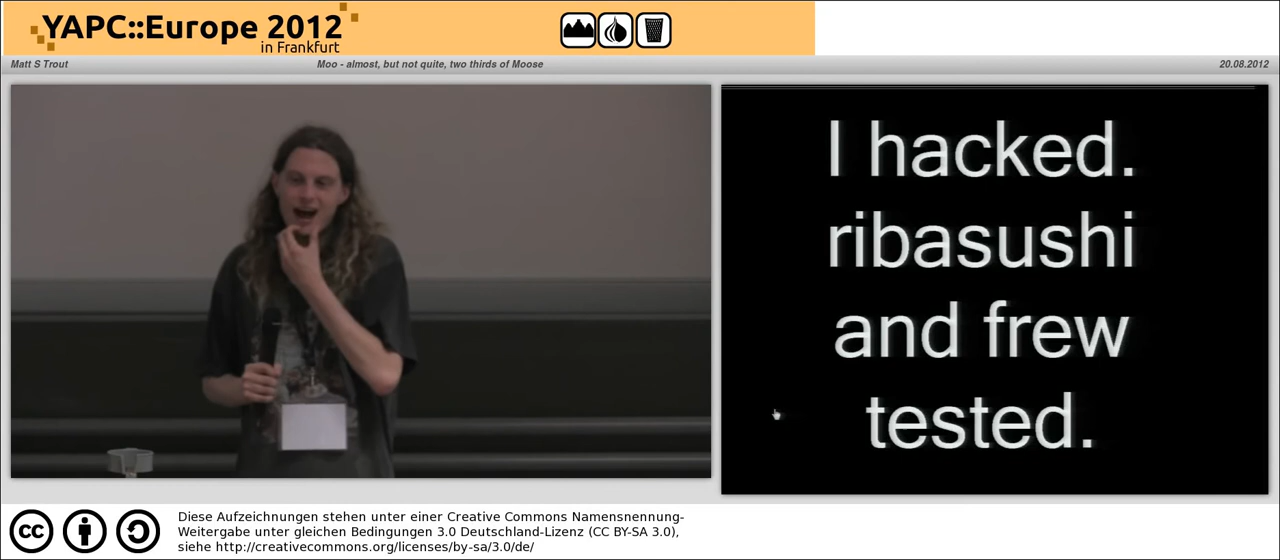 YAPC::Europe 2012
in Frankfurt
Matt S Trout
Moo - almost, but not quite, two thirds of Moose
20.08.2012
I hacked.
ribasushi
and frew
tested.
cc
Diese Aufzeichnungen stehen unter einer Creative Commons Namensnennung-
Weitergabe unter gleichen Bedingungen 3.0 Deutschland-Lizenz (CC BY-SA 3.0),
siehe http://creativecommons.org/licenses/by-sa/3.0/de/